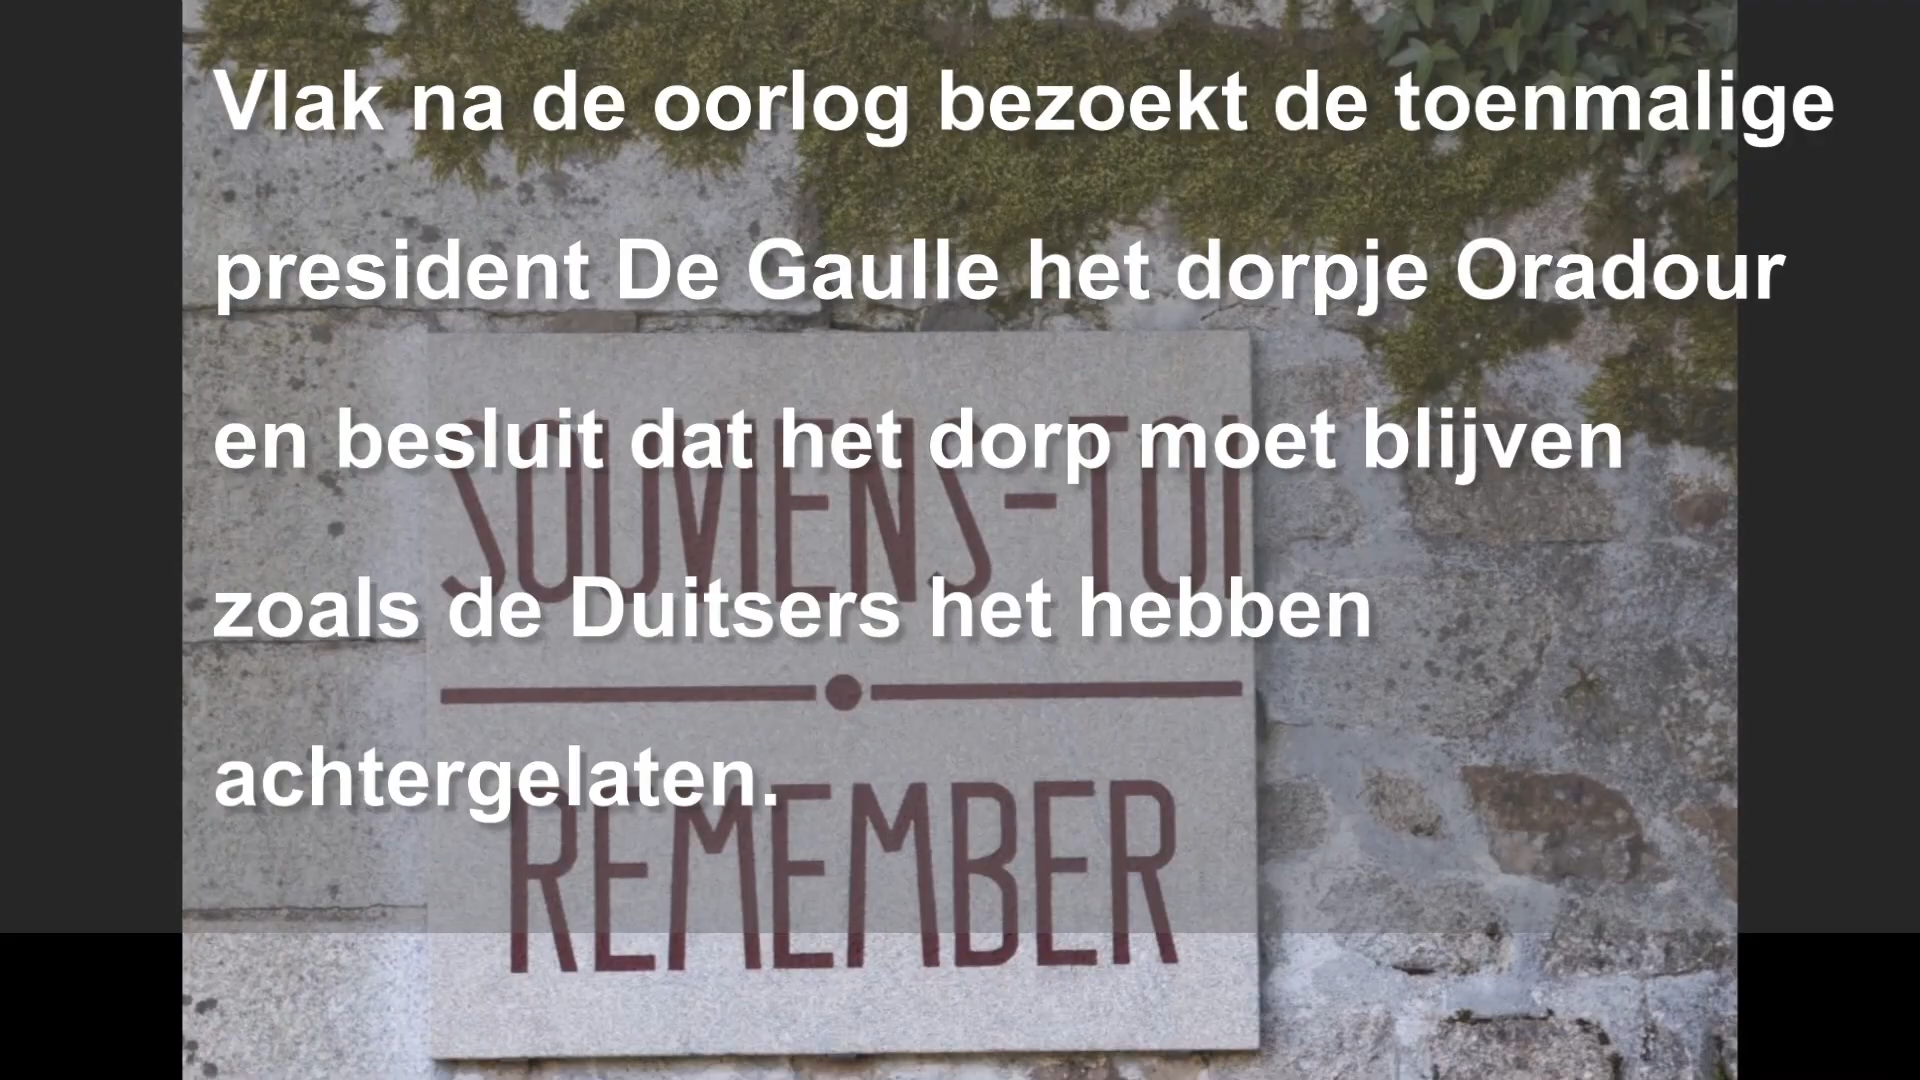 Vlak na de oorlog bezoekt de toenmalige
president De Gaulle het dorpje Oradour
en besluit dat het dorp moet blijven
SOUVIENS-TOI
zoals de Duitsers het hebben
achtergelaten.
REMEMBER